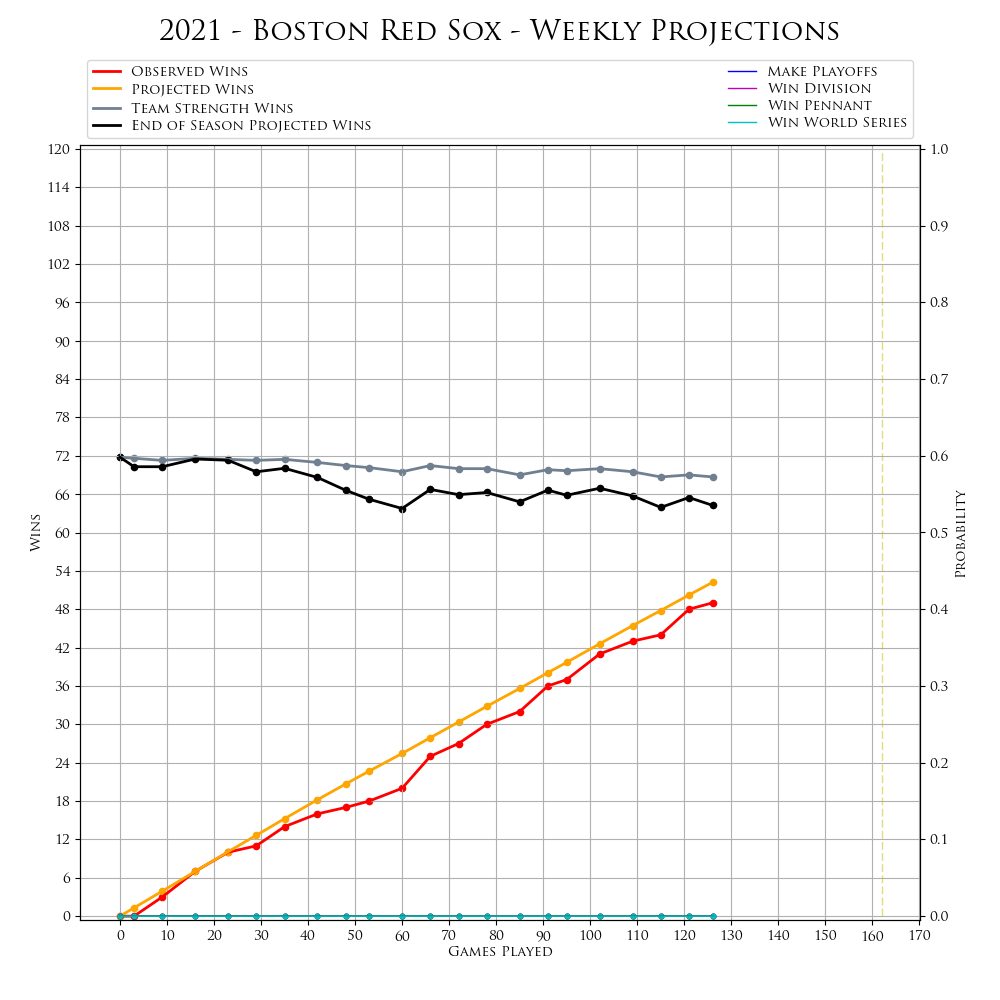 2021 - Boston Red Sox - Weekly Projections
Observed Wins
Projected Wins
Team Strength Wins
End of Season Projected Wins
Make Playoffs
Win Division
Win Pennant
Win World Series
120
114
108
102
96
90
84
78
72
66
60
54
48
42
36
30
24
18
12
6
0
Wins
1.0
0.9
0.8
0.7
0.6
0.5
0.4
0.3
0.2
0.1
0.0
Probability
0 10 20 30 40 50 60 70 80 90 100 110 120 130 140 150 160 170
Games Played